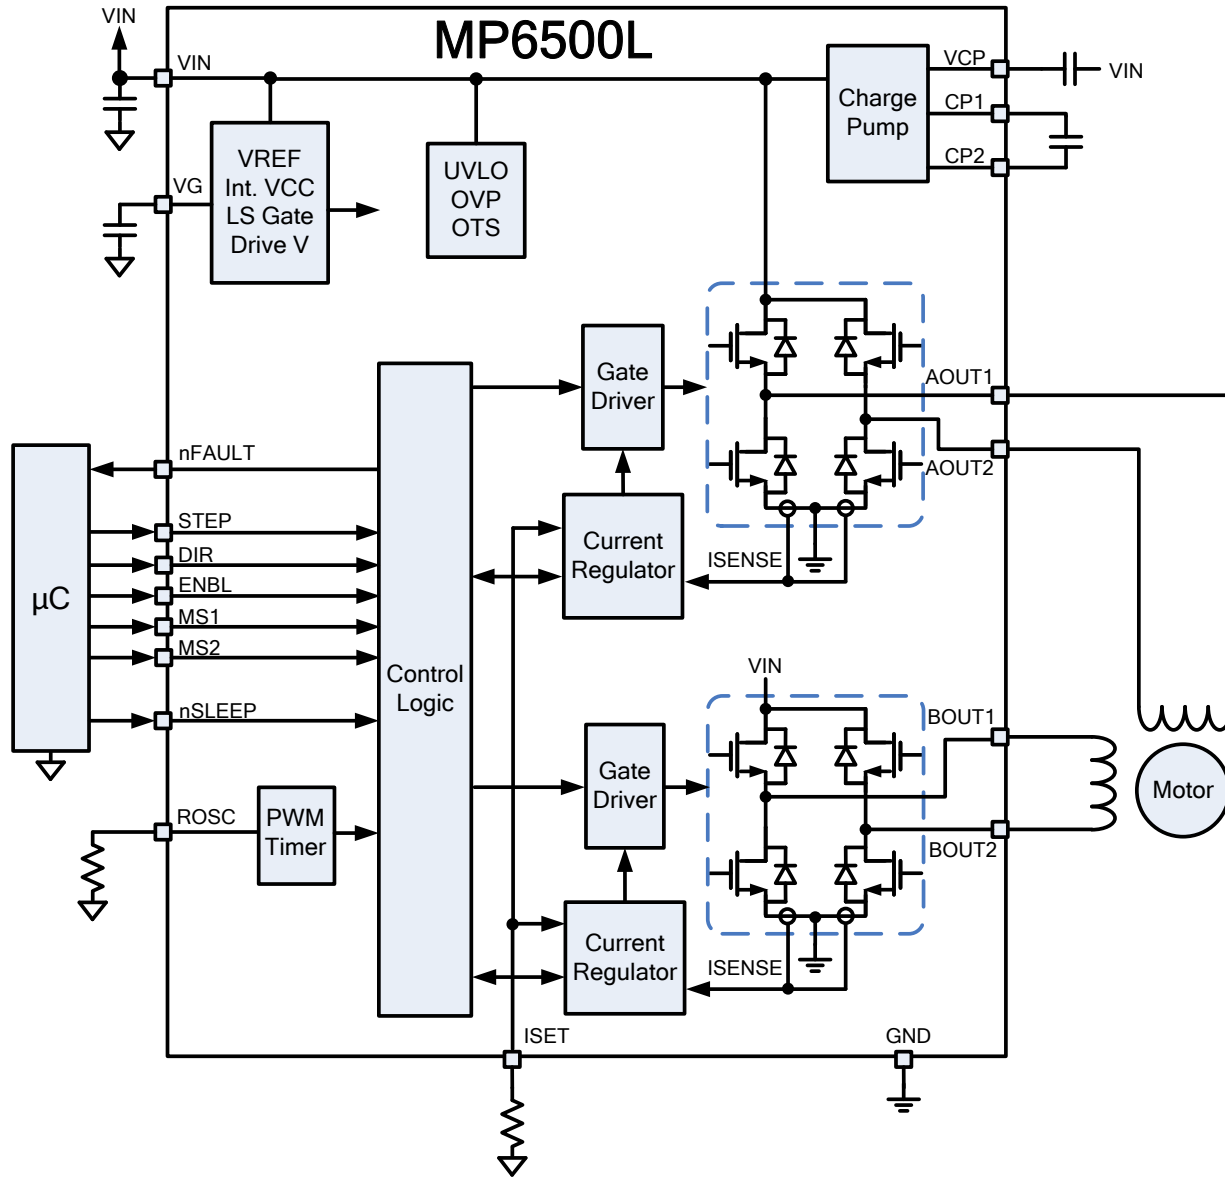 VIN
MP6500L
VIN
VCP
VIN
Charge
Pump
CP1
CP2
VREF
Int. VCC
LS Gate
Drive V
UVLO
OVP
OTS
VG
Gate
Driver
AOUT1
nFAULT
AOUT2
STEP
DIR
ENBL
MS1
MS2
µC
Current
Regulator
ISENSE
Control
Logic
VIN
nSLEEP
BOUT1
Gate
Driver
Motor
ROSC
PWM
Timer
BOUT2
Current
Regulator
ISENSE
ISET
GND